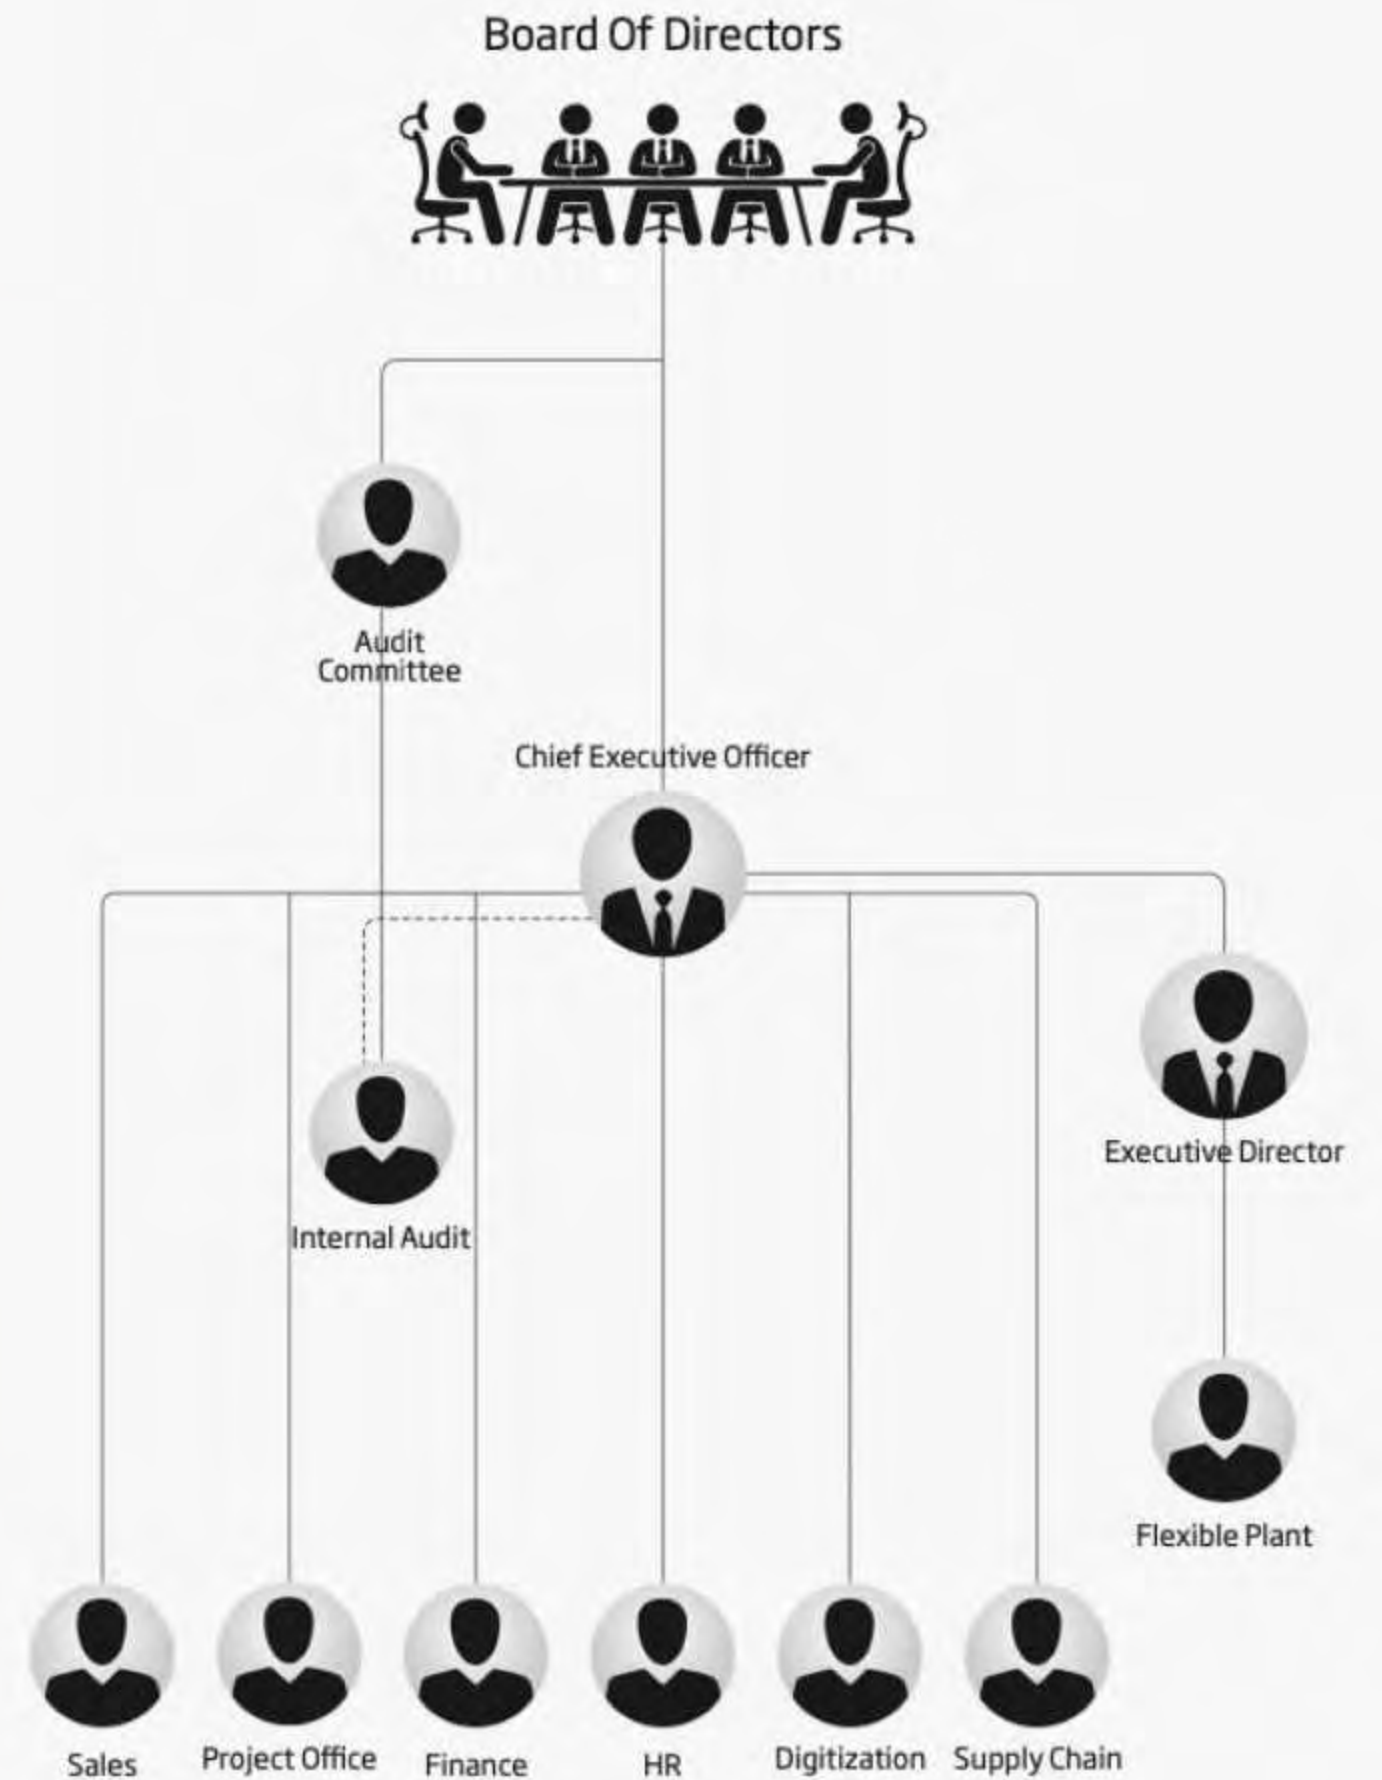 Board Of Directors
Audit
Committee
Chief Executive Officer
Executive Director
Internal Audit
Flexible Plant
Sales
Project Office
Finance
HR
Digitization
Supply Chain